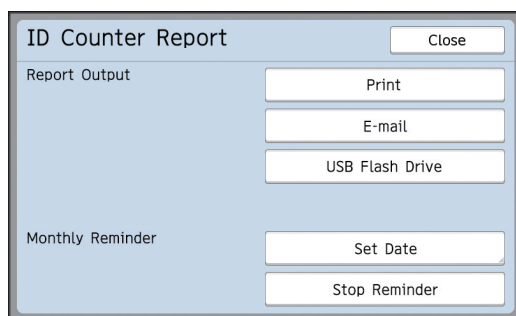 ID Counter Report
Close
Report Output
Print
E-mail
USB Flash Drive
Monthly Reminder
Set Date
Stop Reminder